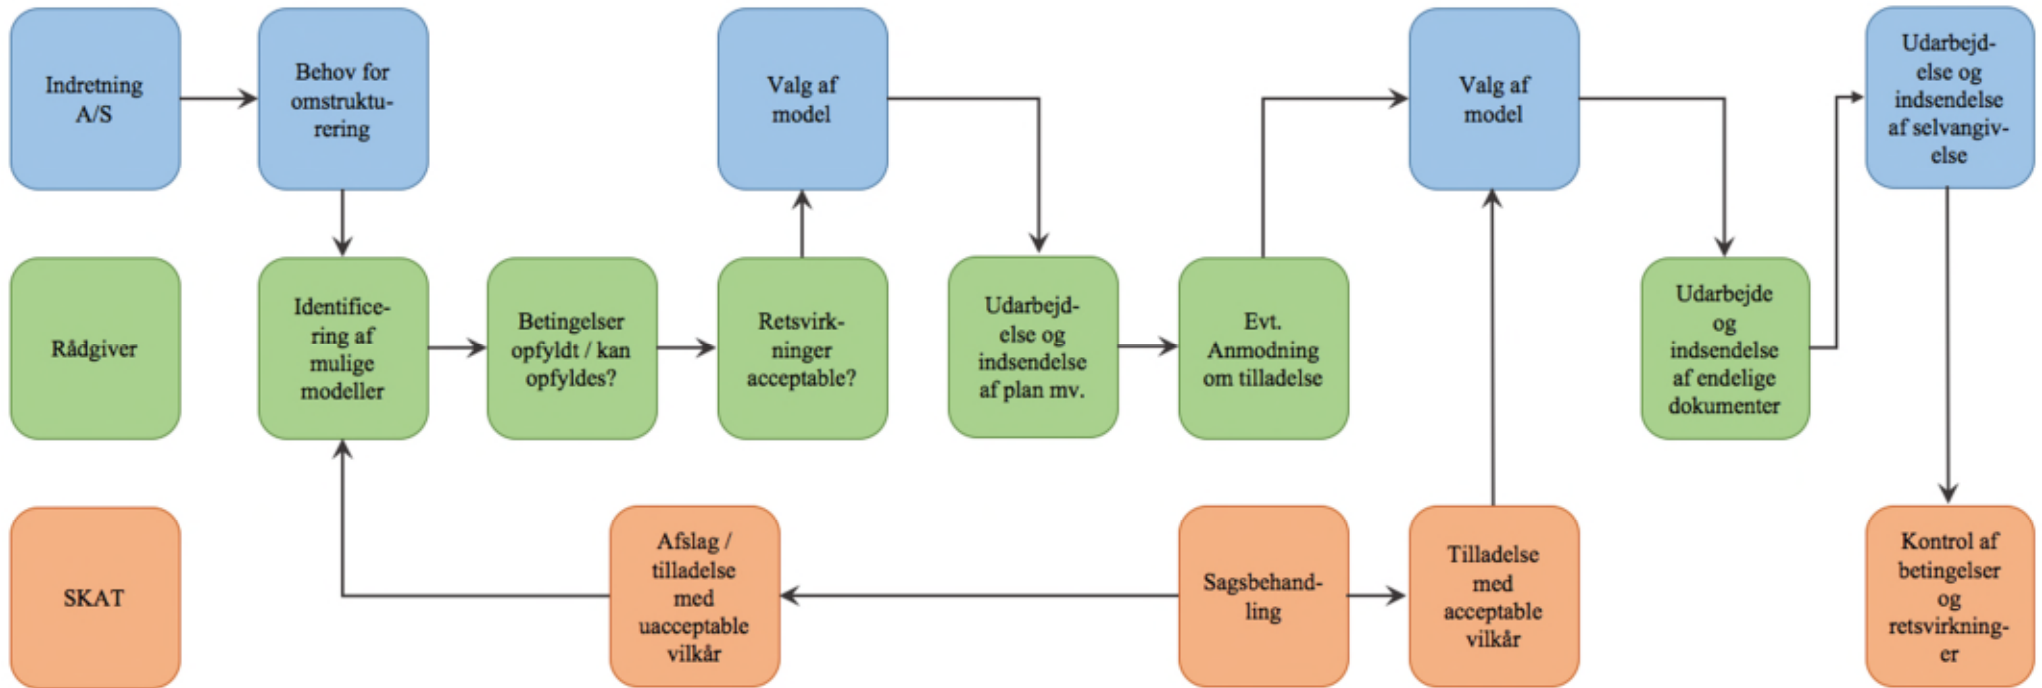 Indretning
A/S
Behov for
omstruktu-
rering
Valg af
model
Valg af
model
Udarbejd-
else og
indsendelse
af selvangiv-
else
Rådgiver
Identifice-
ring af
mulige
modeller
Betingelser
opfyldt / kan
opfyldes?
Retsvirk-
ninger
acceptable?
Udarbejd-
else og
indsendelse
af plan mv.
Evt.
Anmodning
om tilladelse
Udarbejde
og
indsendelse
af endelige
dokumenter
SKAT
Afslag /
tilladelse
med
uacceptable
vilkår
Sagsbehand-
ling
Tilladelse
med
acceptable
vilkår
Kontrol af
betingelser
og
retsvirkning-
er